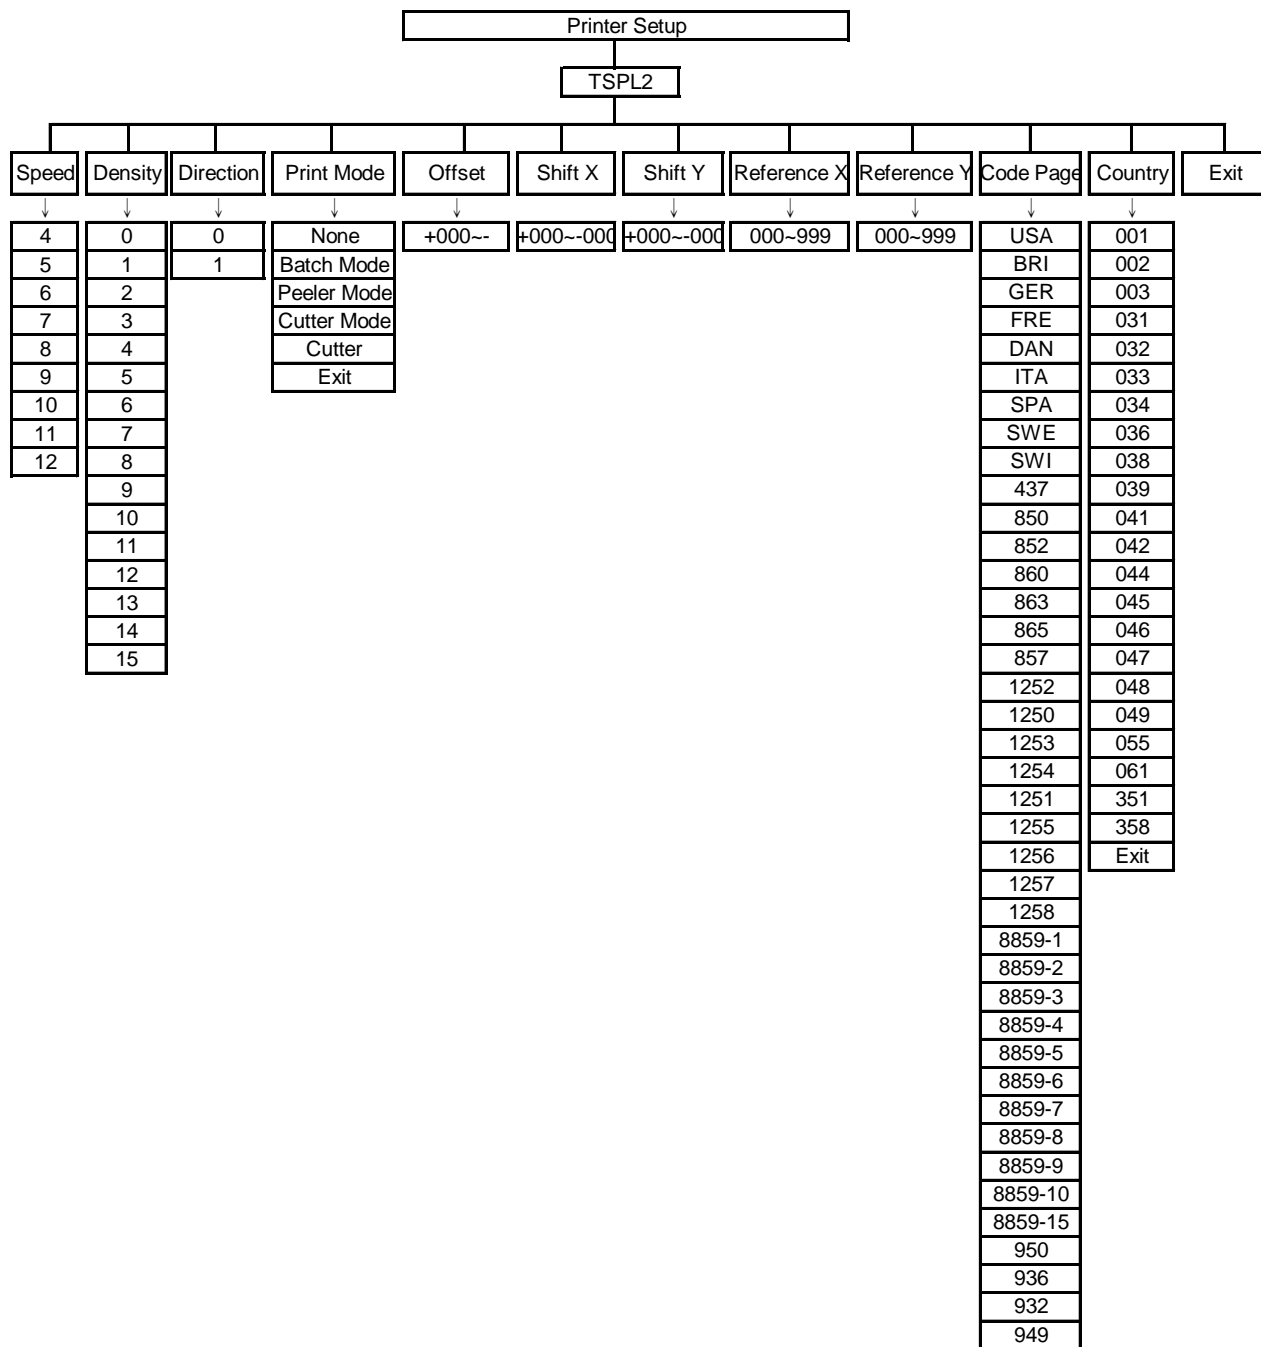 Printer Setup
TSPL2
Speed Density Direction Print Mode Offset Shift X Shift Y Reference X Reference Y Code Page Country Exit
4 0 0 None +000~- +000~-000 +000~-000 000~999 000~999 USA 001
5 1 1 Batch Mode BRI 002
6 2 Peeler Mode GER 003
7 3 Cutter Mode FRE 031
8 4 Cutter DAN 032
9 5 Exit ITA 033
10 6 SPA 034
11 7 SWE 036
12 8 SWI 038
9 437 039
10 850 041
11 852 042
12 860 044
13 863 045
14 865 046
15 857 047
1252 048
1250 049
1253 055
1254 061
1251 351
1255 358
1256 Exit
1257
1258
8859-1
8859-2
8859-3
8859-4
8859-5
8859-6
8859-7
8859-8
8859-9
8859-10
8859-15
950
936
932
949